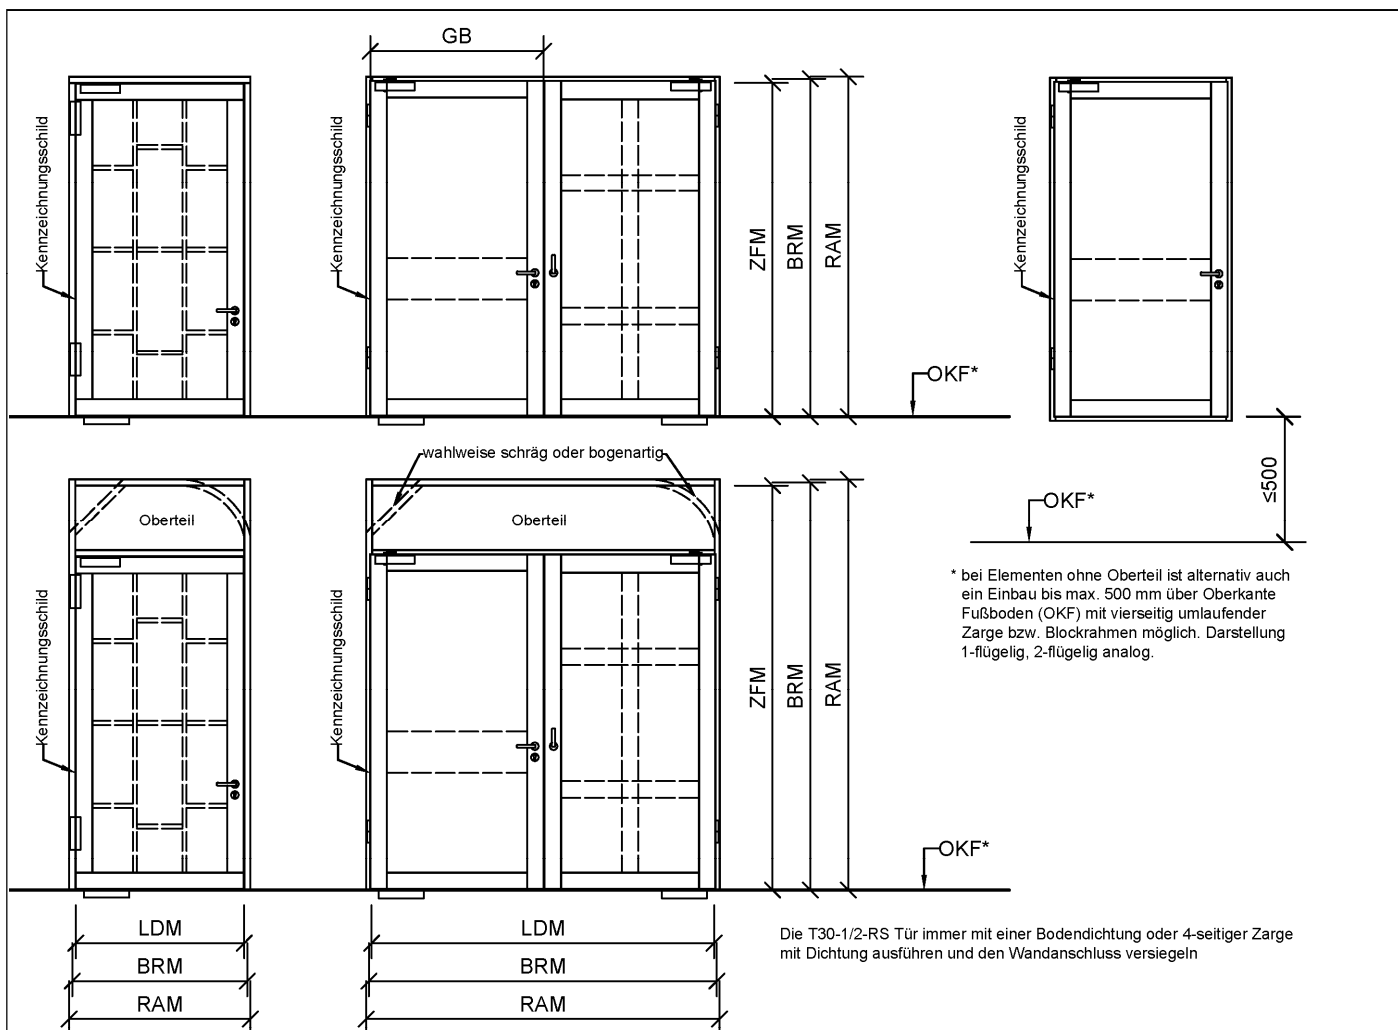 GB
Kennzeichnungsschild
Kennzeichnungsschild
ZFM
BRM
RAM
OKF*
Kennzeichnungsschild
≤500
OKF*
wahlweise schräg oder bogenartig
Oberteil
Oberteil
Kennzeichnungsschild
Kennzeichnungsschild
ZFM
BRM
RAM
* bei Elementen ohne Oberteil ist alternativ auch
ein Einbau bis max. 500 mm über Oberkante
Fußboden (OKF) mit vierseitig umlaufender
Zarge bzw. Blockrahmen möglich. Darstellung
1-flügelig, 2-flügelig analog.
OKF*
LDM
BRM
RAM
LDM
BRM
RAM
Die T30-1/2-RS Tür immer mit einer Bodendichtung oder 4-seitiger Zarge
mit Dichtung ausführen und den Wandanschluss versiegeln